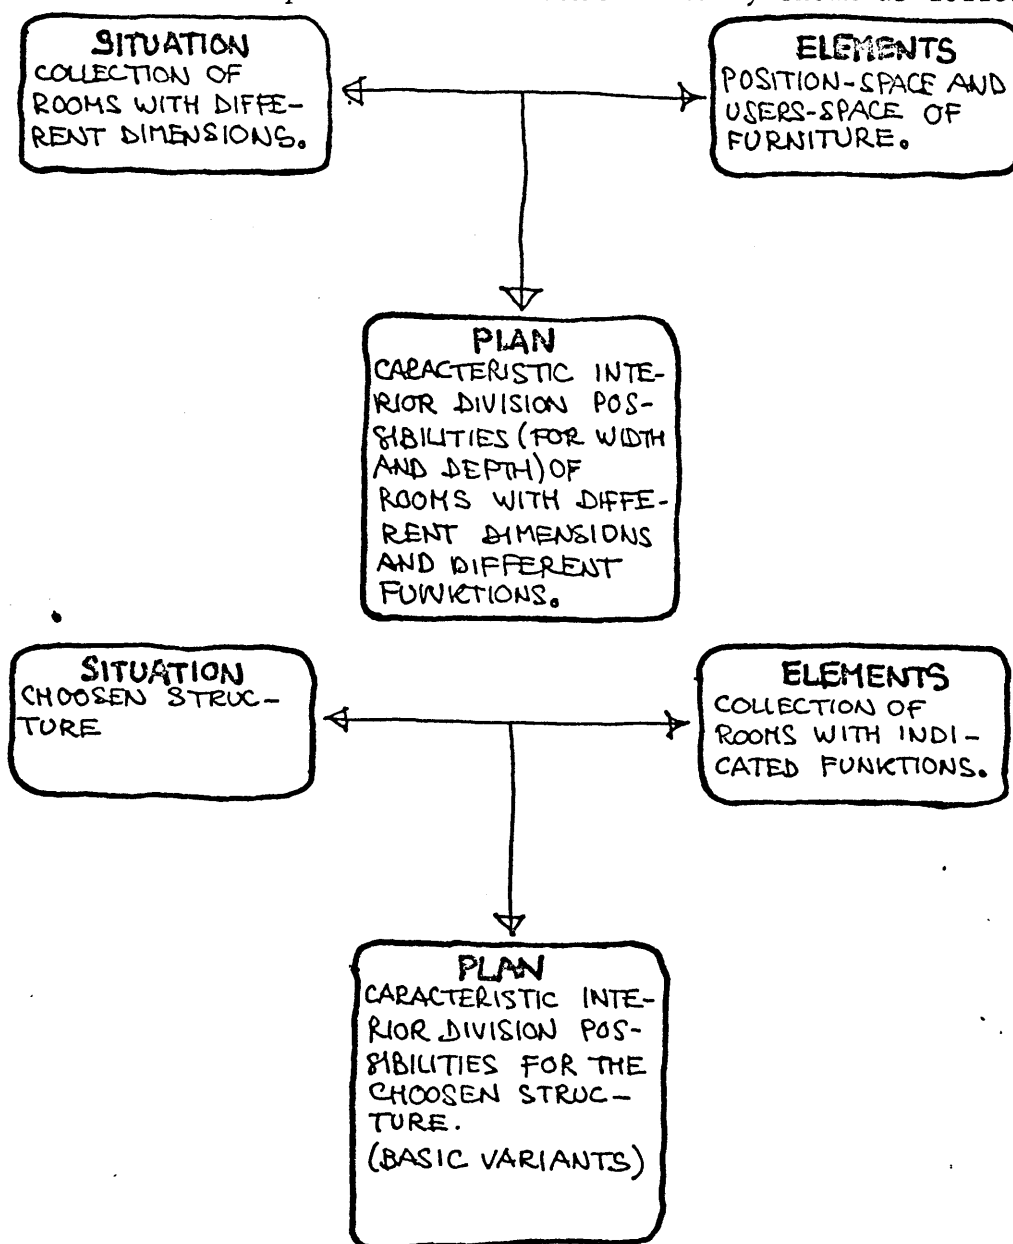 SITUATION
COLLECTION OF
ROOMS WITH DIFFE-
RENT DIMENSIONS.
ELEMENTS
POSITION-SPACE AND
USERS-SPACE OF
FURNITURE.
PLAN
CARACTERISTIC INTE-
RIOR DIVISION POS-
SIBILITIES (FOR WIDTH
AND DEPTH) OF
ROOMS WITH DIFFE-
RENT DIMENSIONS
AND DIFFERENT
FUNKTIONS.
SITUATION
CHOOSEN STRUC-
TURE
ELEMENTS
COLLECTION OF
ROOMS WITH INDI-
CATED FUNKTIONS.
PLAN
CARACTERISTIC INTE-
RIOR DIVISION POS-
SIBILITIES FOR THE
CHOOSEN STRUC-
TURE.
(BASIC VARIANTS)